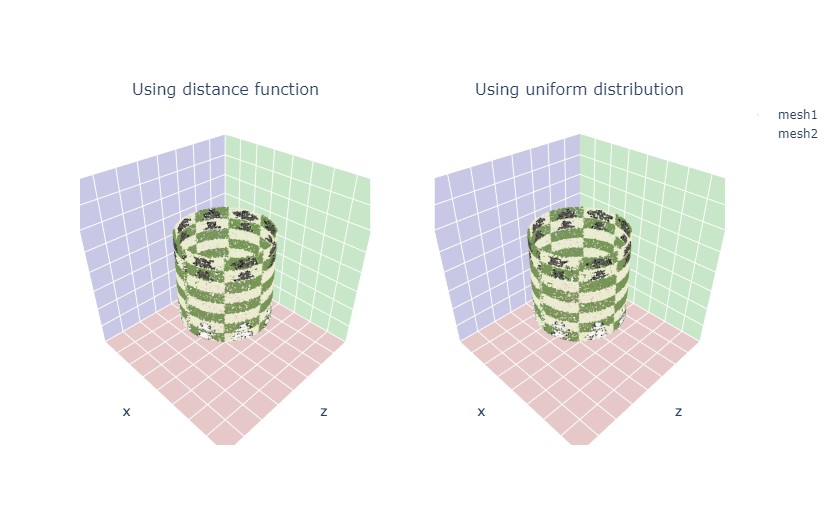 Using distance function
Using uniform distribution
mesh1
mesh2
x
z
x
z